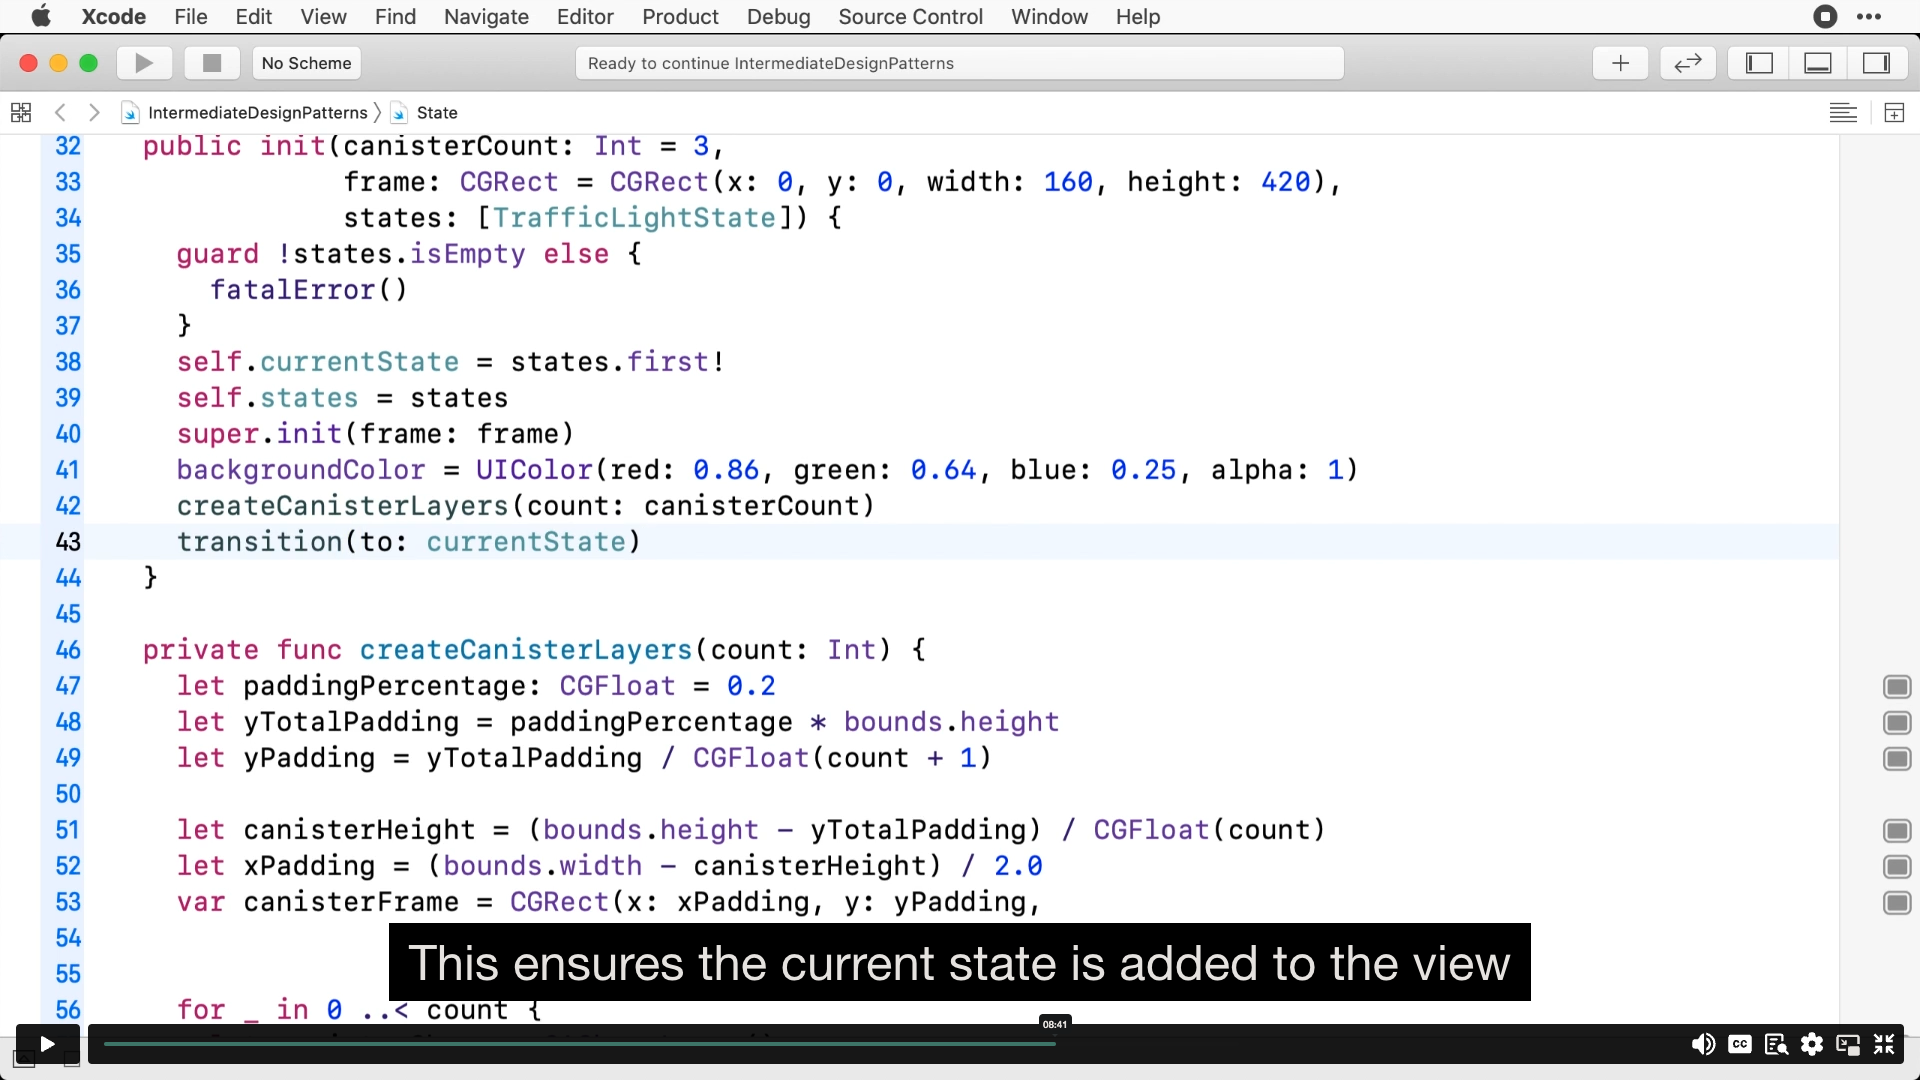 Xcode File Edit View Find Navigate Editor Product Debug Source Control Window Help
No Scheme
Ready to continue IntermediateDesignPatterns
IntermediateDesignPatterns State
32 public init(canisterCount: Int = 3,
33 frame: CGRect = CGRect(x: 0, y: 0, width: 160, height: 420),
34 states: [TrafficLightState]) {
35 guard !states.isEmpty else {
36 fatalError()
37 }
38 self.currentState = states.first!
39 self.states = states
40 super.init(frame: frame)
41 backgroundColor = UIColor(red: 0.86, green: 0.64, blue: 0.25, alpha: 1)
42 createCanisterLayers(count: canisterCount)
43 transition(to: currentState)
44 }
45
46 private func createCanisterLayers(count: Int) {
47 let paddingPercentage: CGFloat = 0.2
48 let yTotalPadding = paddingPercentage * bounds.height
49 let yPadding = yTotalPadding / CGFloat(count + 1)
50
51 let canisterHeight = (bounds.height - yTotalPadding) / CGFloat(count)
52 let xPadding = (bounds.width - canisterHeight) / 2.0
53 var canisterFrame = CGRect(x: xPadding, y: yPadding,
54
This ensures the current state is added to the view
55
56 for _ in 0 ..< count {
08:41
CC